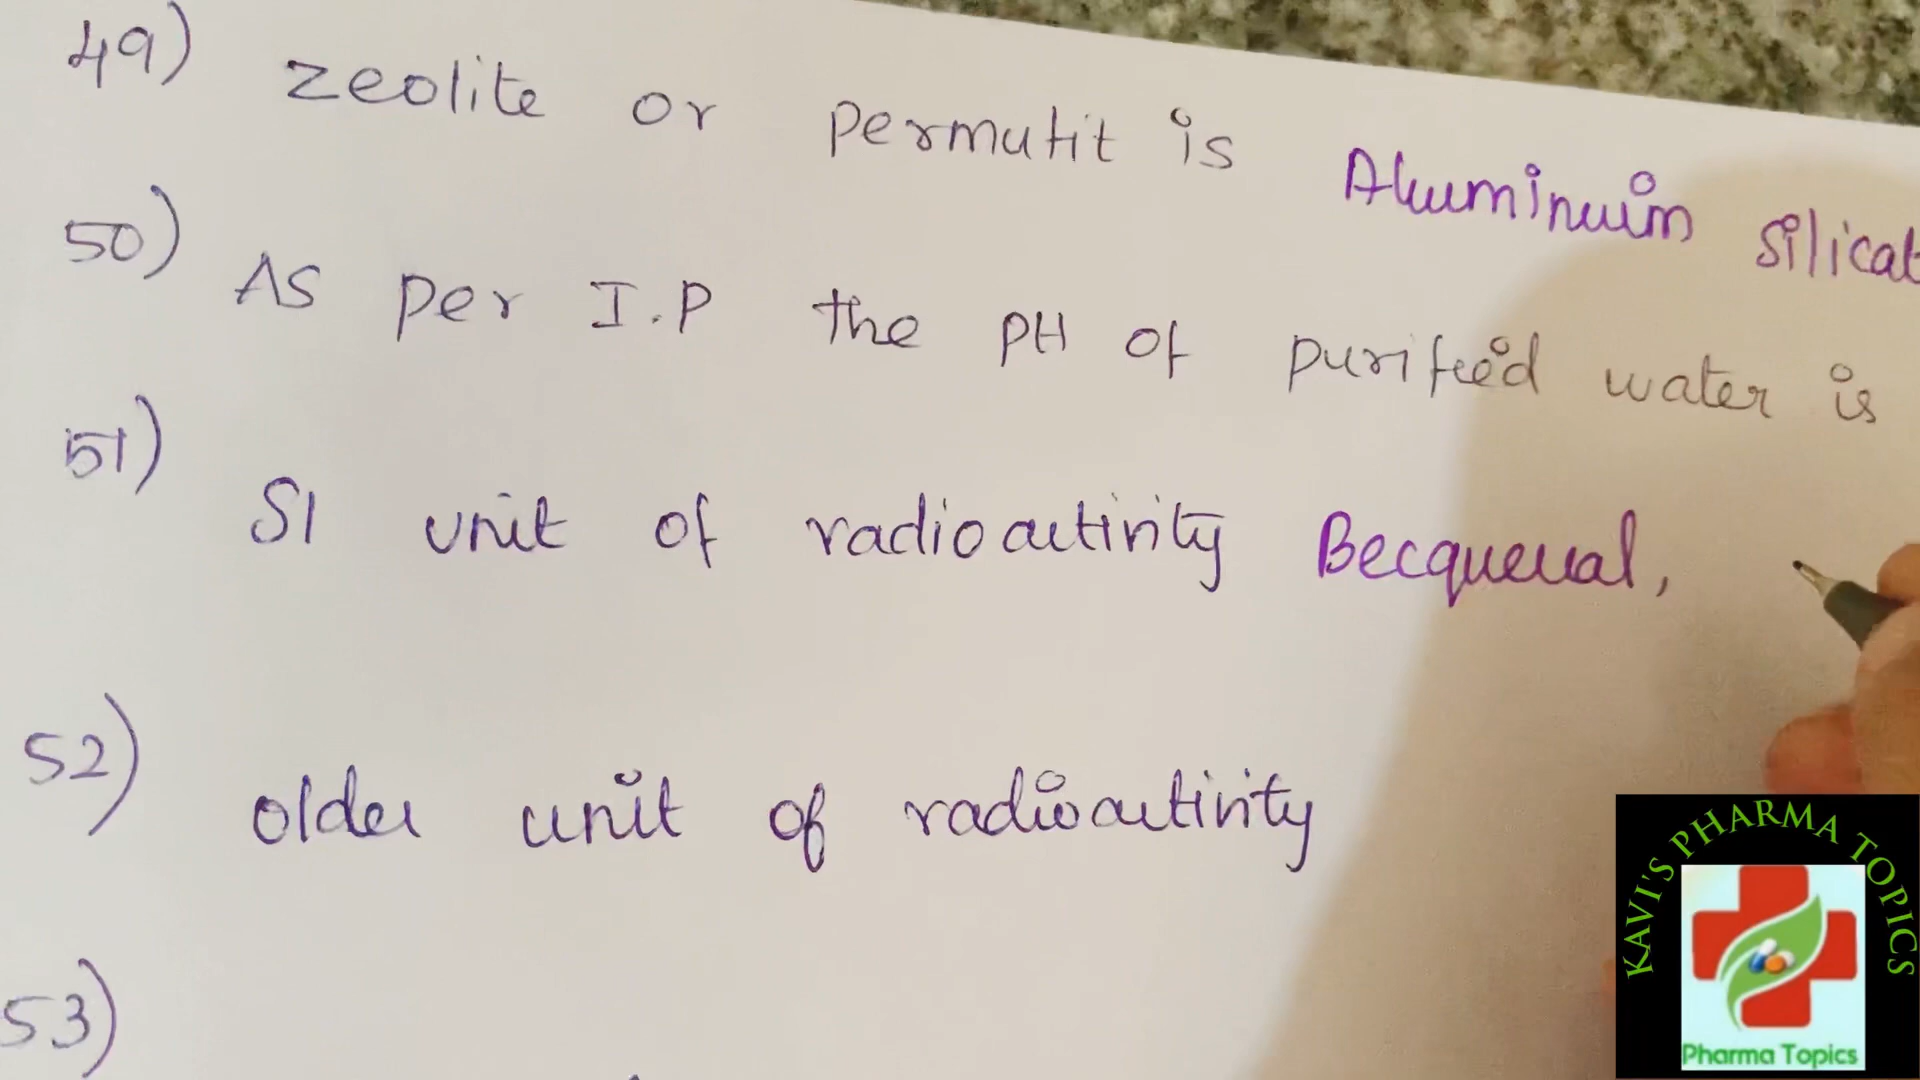 49) zeolite or permutit is Aluminuim silicat
50) As per I.P the PH of purified water is
51) SI unit of radioactivity Becqueral,
52) older unit of radioactivity
53)
KAVI'S PHARMA TOPICS
Pharma Topics